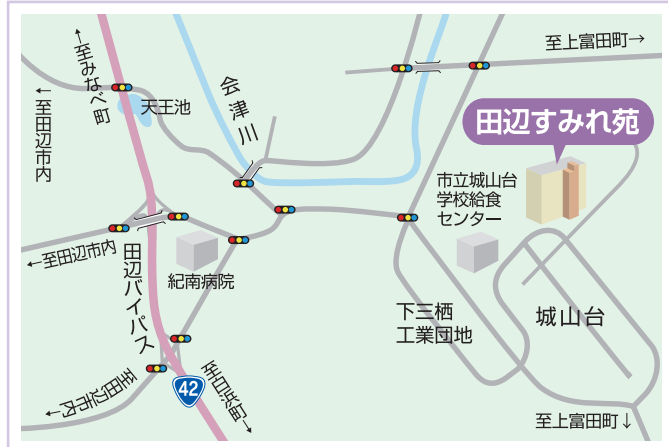 至上富田町→
←至みなべ町
天王池
会津川
←至田辺市内
田辺すみれ苑
市立城山台
学校給食
センター
←至田辺市内
田辺バイパス
紀南病院
下三栖
工業団地
城山台
42
至白浜町→
←至田辺市内
至上富田町↓